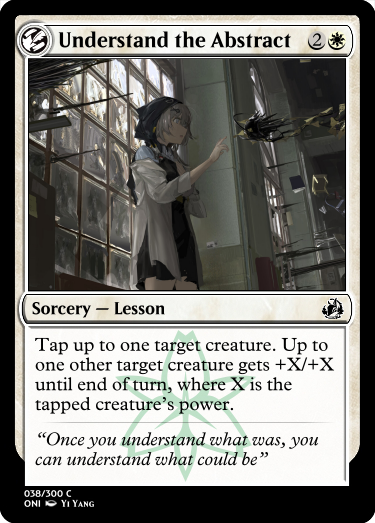 Understand the Abstract 2
Sorcery — Lesson
Tap up to one target creature. Up to
one other target creature gets +X/+X
until end of turn, where X is the
tapped creature's power.
“Once you understand what was, you
can understand what could be”
038/300 C
ONI Yi Yang